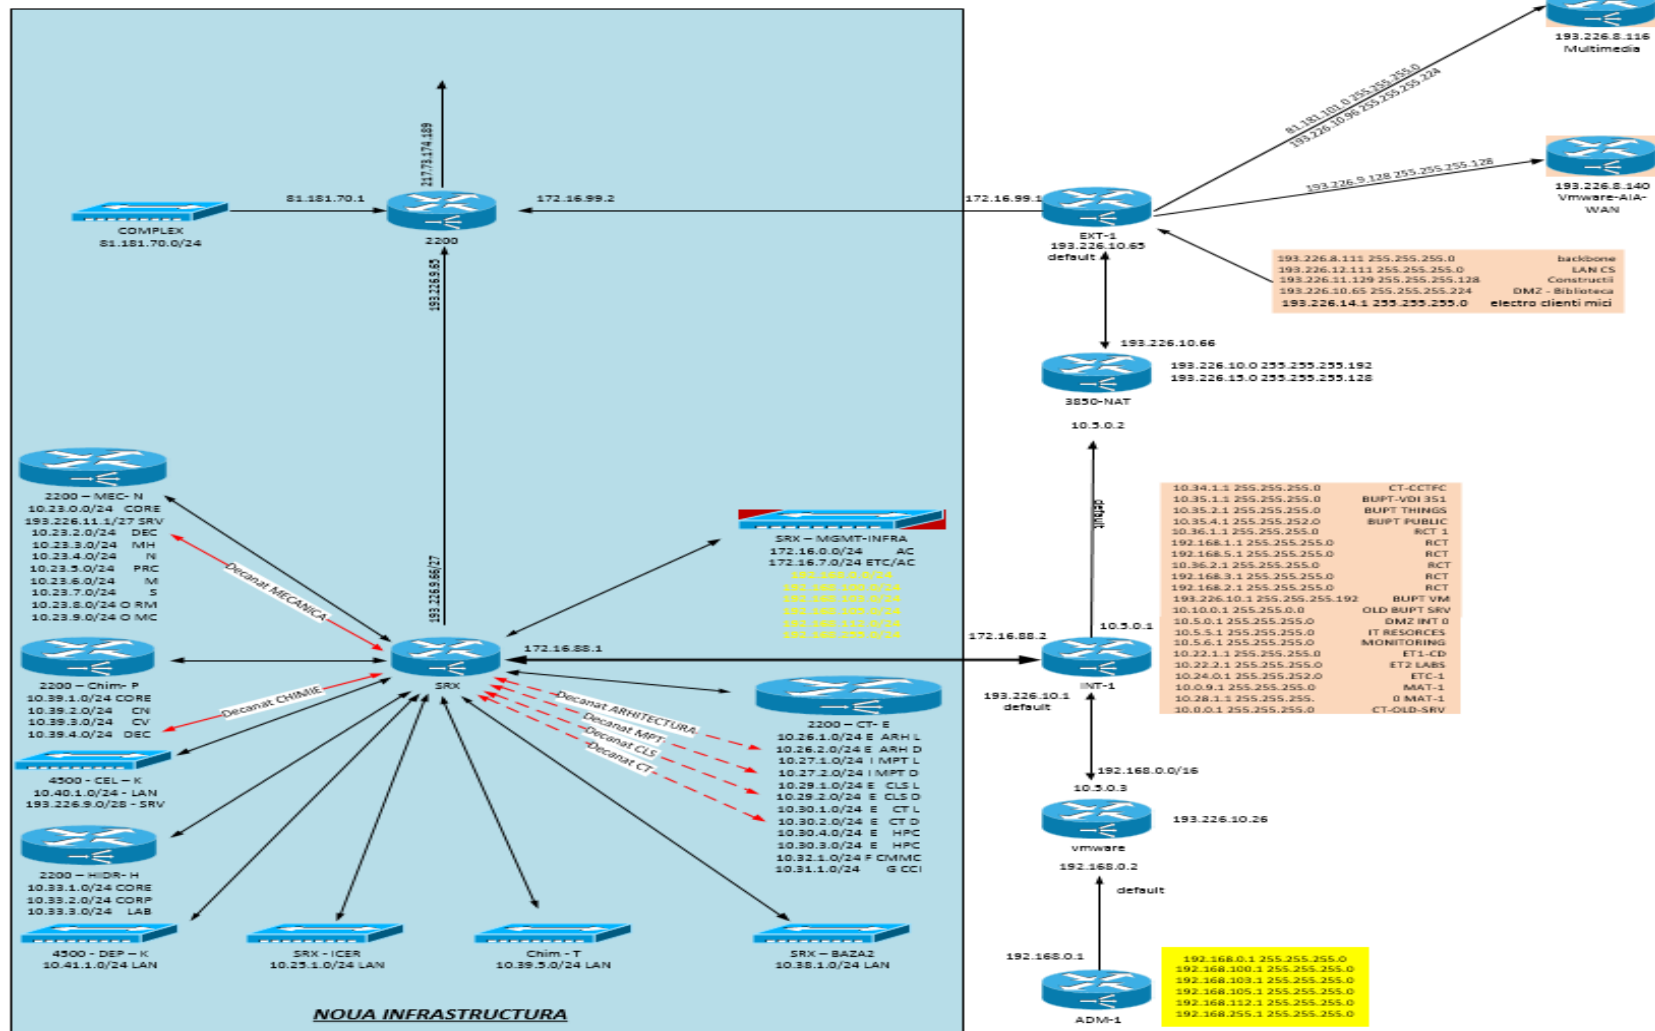 193.226.8.116
Multimedia
81.181.101.0 255.255.255.0
193.226.10.96 255.255.255.224
217.73.174.189
193.226.9.128 255.255.255.128
193.226.8.140
Vmware-AIA-
WAN
81.181.70.1
172.16.99.2
172.16.99.1
COMPLEX
81.181.70.0/24
2200
EXT-1
193.226.10.65
default
193.226.9.65
193.226.8.111 255.255.255.0 backbone
193.226.12.111 255.255.255.0 LAN CS
193.226.11.129 255.255.255.128 Constructii
193.226.10.65 255.255.255.224 DMZ - Biblioteca
193.226.14.1 255.255.255.0 electro clienti mici
193.226.10.66
193.226.10.0 255.255.255.192
193.226.15.0 255.255.255.128
3850-NAT
10.5.0.2
default
2200 – MEC- N
10.23.0.0/24 CORE
193.226.11.1/27 SRV
10.23.2.0/24 DEC
10.23.3.0/24 MH
10.23.4.0/24 N
10.23.5.0/24 PRC
10.23.6.0/24 M
10.23.7.0/24 S
10.23.8.0/24 O RM
10.23.9.0/24 O MC
Decanat MECANICA
193.226.9.66/27
SRX – MGMT-INFRA
172.16.0.0/24 AC
172.16.7.0/24 ETC/AC
192.168.0.0/24
192.168.100.0/24
192.168.103.0/24
192.168.105.0/24
192.168.112.0/24
192.168.255.0/24
10.34.1.1 255.255.255.0 CT-CCTFC
10.35.1.1 255.255.255.0 BUPT-VDI 351
10.35.2.1 255.255.255.0 BUPT THINGS
10.35.4.1 255.255.252.0 BUPT PUBLIC
10.36.1.1 255.255.255.0 RCT 1
192.168.1.1 255.255.255.0 RCT
192.168.5.1 255.255.255.0 RCT
10.36.2.1 255.255.255.0 RCT
192.168.3.1 255.255.255.0 RCT
192.168.2.1 255.255.255.0 RCT
193.226.10.1 255.255.255.192 BUPT VM
10.10.0.1 255.255.0.0 OLD BUPT SRV
10.5.0.1 255.255.255.0 DMZ INT 0
10.5.5.1 255.255.255.0 IT RESORCES
10.5.6.1 255.255.255.0 MONITORING
10.22.1.1 255.255.255.0 ET1-CD
10.22.2.1 255.255.255.0 ET2 LABS
10.24.0.1 255.255.252.0 ETC-1
10.0.9.1 255.255.255.0 MAT-1
10.28.1.1 255.255.255. 0 MAT-1
10.0.0.1 255.255.255.0 CT-OLD-SRV
172.16.88.1
172.16.88.2
10.5.0.1
SRX
INT-1
193.226.10.1
default
2200 – Chim- P
10.39.1.0/24 CORE
10.39.2.0/24 CN
10.39.3.0/24 CV
10.39.4.0/24 DEC
Decanat CHIMIE
Decanat ARHITECTURA
Decanat MPT
Decanat CLS
Decanat CT
2200 – CT- E
10.26.1.0/24 E ARH L
10.26.2.0/24 E ARH D
10.27.1.0/24 I MPT L
10.27.2.0/24 I MPT D
10.29.1.0/24 E CLS L
10.29.2.0/24 E CLS D
10.30.1.0/24 E CT L
10.30.2.0/24 E CT D
10.30.4.0/24 E HPC
10.30.3.0/24 E HPC
10.32.1.0/24 F CMMC
10.31.1.0/24 G CCI
4500 - CEL – K
10.40.1.0/24 - LAN
193.226.9.0/28 - SRV
192.168.0.0/16
10.5.0.3
193.226.10.26
vmware
192.168.0.2
default
2200 – HIDR- H
10.33.1.0/24 CORE
10.33.2.0/24 CORP
10.33.3.0/24 LAB
4500 - DEP – K
10.41.1.0/24 LAN
SRX - ICER
10.25.1.0/24 LAN
Chim - T
10.39.5.0/24 LAN
SRX – BAZA2
10.38.1.0/24 LAN
192.168.0.1
ADM-1
192.168.0.1 255.255.255.0
192.168.100.1 255.255.255.0
192.168.103.1 255.255.255.0
192.168.105.1 255.255.255.0
192.168.112.1 255.255.255.0
192.168.255.1 255.255.255.0
NOUA INFRASTRUCTURA